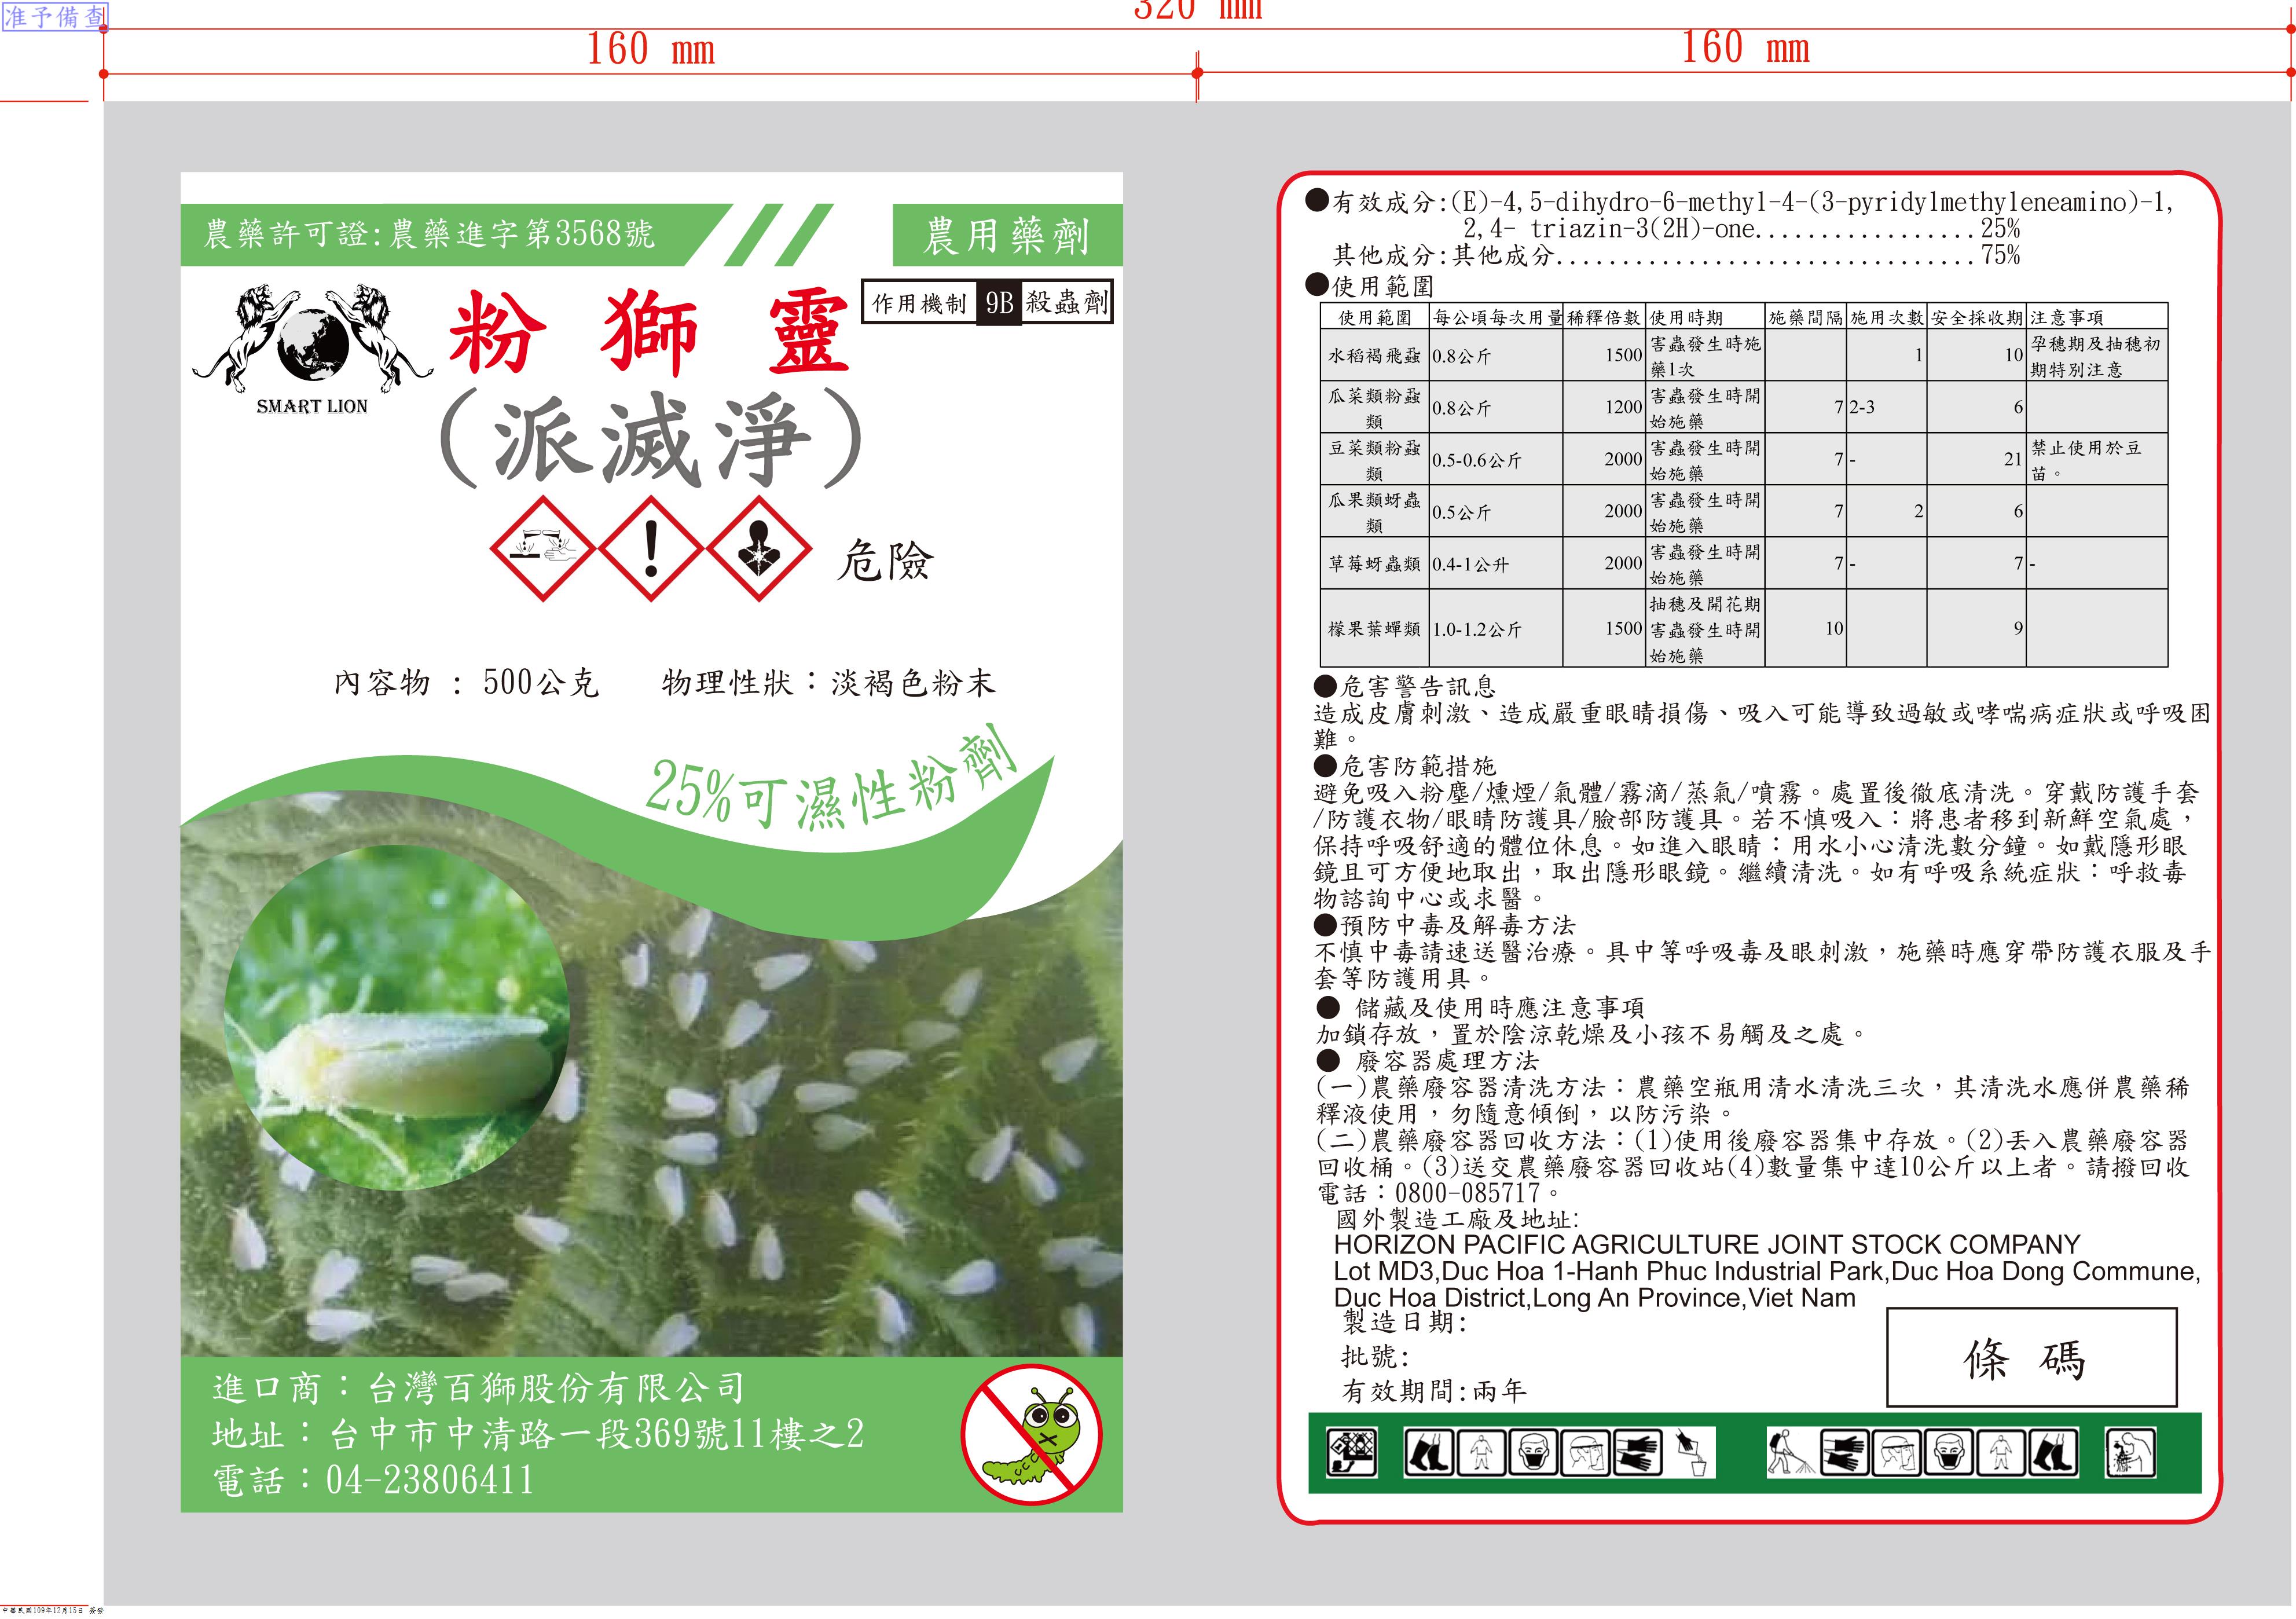 准予備查
320 mm
160 mm
160 mm
農藥許可證:農藥進字第3568號
農用藥劑
作用機制 9B 殺蟲劑
SMART LION
粉獅靈
(派滅淨)
危險
內容物 : 500公克 物理性狀：淡褐色粉末
25%可濕性粉劑
進口商：台灣百獅股份有限公司
地址：台中市中清路一段369號11樓之2
電話：04-23806411
●有效成分:(E)-4,5-dihydro-6-methyl-4-(3-pyridylmethyleneamino)-1,
2,4- triazin-3(2H)-one.................25%
其他成分:其他成分................................75%
●使用範圍
使用範圍 每公頃每次用量 稀釋倍數 使用時期 施藥間隔 施用次數 安全採收期 注意事項
水稻褐飛蝨 0.8公斤 1500 害蟲發生時施藥1次 1 10 孕穗期及抽穗初期特別注意
瓜菜類粉蝨類 0.8公斤 1200 害蟲發生時開始施藥 7 2-3 6
豆菜類粉蝨類 0.5-0.6公斤 2000 害蟲發生時開始施藥 7 - 21 禁止使用於豆苗。
瓜果類蚜蟲類 0.5公斤 2000 害蟲發生時開始施藥 7 2 6
草莓蚜蟲類 0.4-1公升 2000 害蟲發生時開始施藥 7 - 7 -
檬果葉蟬類 1.0-1.2公斤 1500 抽穗及開花期害蟲發生時開始施藥 10 9
●危害警告訊息
造成皮膚刺激、造成嚴重眼睛損傷、吸入可能導致過敏或哮喘病症狀或呼吸困
難。
●危害防範措施
避免吸入粉塵/燻煙/氣體/霧滴/蒸氣/噴霧。處置後徹底清洗。穿戴防護手套
/防護衣物/眼睛防護具/臉部防護具。若不慎吸入：將患者移到新鮮空氣處，
保持呼吸舒適的體位休息。如進入眼睛：用水小心清洗數分鐘。如戴隱形眼
鏡且可方便地取出，取出隱形眼鏡。繼續清洗。如有呼吸系統症狀：呼救毒
物諮詢中心或求醫。
●預防中毒及解毒方法
不慎中毒請速送醫治療。具中等呼吸毒及眼刺激，施藥時應穿帶防護衣服及手
套等防護用具。
● 儲藏及使用時應注意事項
加鎖存放，置於陰涼乾燥及小孩不易觸及之處。
● 廢容器處理方法
(一)農藥廢容器清洗方法：農藥空瓶用清水清洗三次，其清洗水應併農藥稀
釋液使用，勿隨意傾倒，以防污染。
(二)農藥廢容器回收方法：(1)使用後廢容器集中存放。(2)丟入農藥廢容器
回收桶。(3)送交農藥廢容器回收站(4)數量集中達10公斤以上者。請撥回收
電話：0800-085717。
國外製造工廠及地址:
HORIZON PACIFIC AGRICULTURE JOINT STOCK COMPANY
Lot MD3,Duc Hoa 1-Hanh Phuc Industrial Park,Duc Hoa Dong Commune,
Duc Hoa District,Long An Province,Viet Nam
製造日期:
批號:
有效期間:兩年
條碼
中華民國109年12月15日 簽發